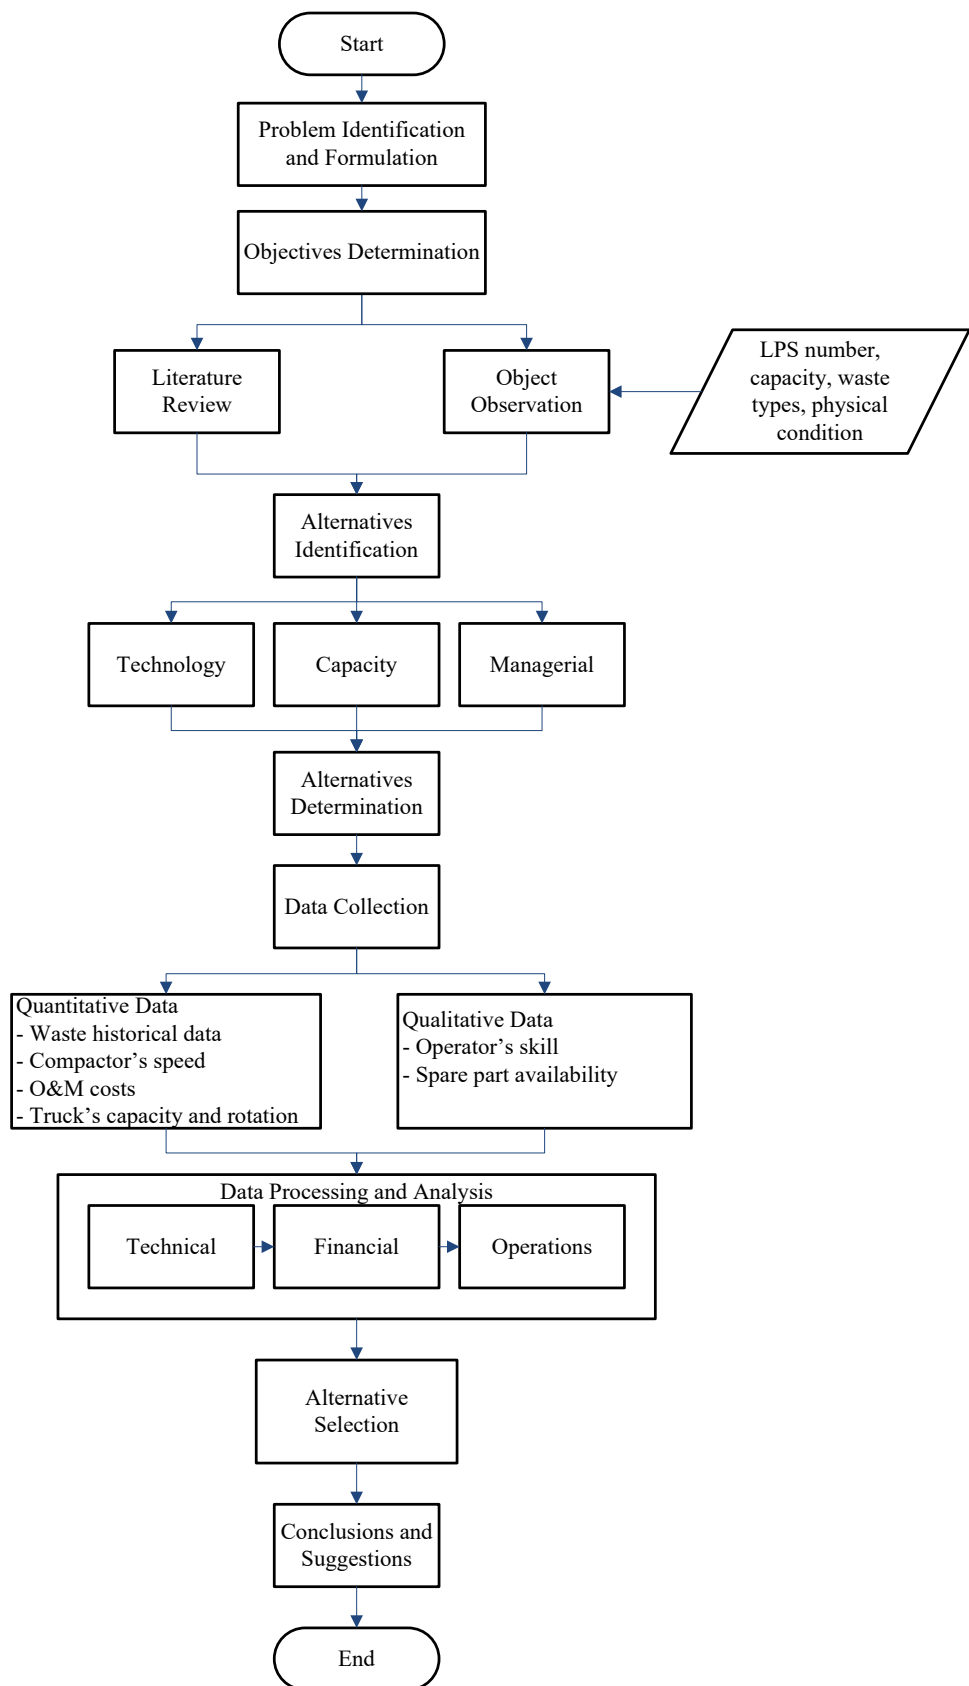 Start
Problem Identification
and Formulation
Objectives Determination
Literature
Review
Object
Observation
LPS number,
capacity, waste
types, physical
condition
Alternatives
Identification
Technology
Capacity
Managerial
Alternatives
Determination
Data Collection
Quantitative Data
- Waste historical data
- Compactor’s speed
- O&M costs
- Truck’s capacity and rotation
Qualitative Data
- Operator’s skill
- Spare part availability
Data Processing and Analysis
Technical
Financial
Operations
Alternative
Selection
Conclusions and
Suggestions
End